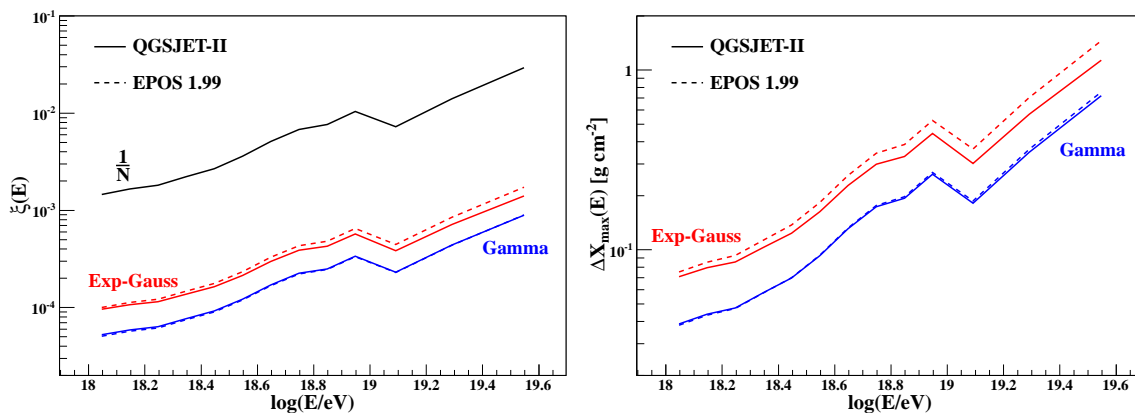 10⁻¹
QGSJET-II
EPOS 1.99
10⁻²
1
N
ξ(E)
10⁻³
Gamma
Exp-Gauss
10⁻⁴
18 18.2 18.4 18.6 18.8 19 19.2 19.4 19.6
log(E/eV)
QGSJET-II
1
EPOS 1.99
ΔX_max(E) [g cm⁻²]
Gamma
Exp-Gauss
10⁻¹
18 18.2 18.4 18.6 18.8 19 19.2 19.4 19.6
log(E/eV)